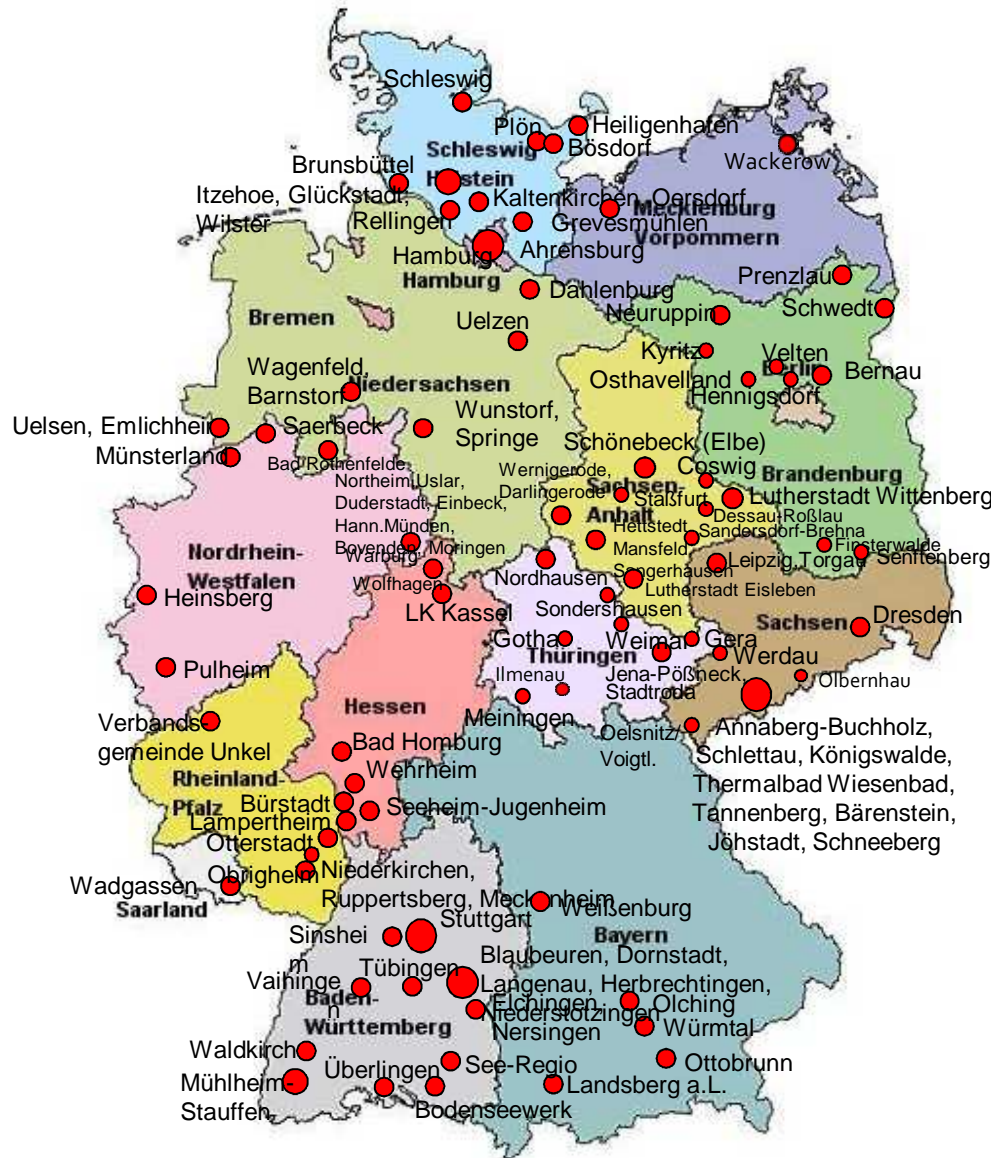 Schleswig
Plön
Heiligenhafen
Bösdorf
Schleswig
Holstein
Wackerow
Brunsbüttel
Itzehoe, Glückstadt,
Wilster
Rellingen
Kaltenkirchen, Oersdorf
Grevesmühlen
Mecklenburg
Vorpommern
Ahrensburg
Hamburg
Hamburg
Prenzlau
Dahlenburg
Neuruppin
Schwedt
Bremen
Uelzen
Kyritz
Velten
Berlin
Osthavelland
Bernau
Hennigsdorf
Wagenfeld,
Barnstorf
Niedersachsen
Uelsen, Emlichheim
Saerbeck
Wunstorf,
Springe
Münsterland
Bad Rothenfelde
Schönebeck (Elbe)
Coswig
Brandenburg
Northeim, Uslar,
Duderstadt, Einbeck,
Hann.Münden,
Bovenden, Moringen
Wernigerode,
Darlingerode
Sachsen-
Anhalt
Staßfurt
Lutherstadt Wittenberg
Dessau-Roßlau
Hettstedt
Sandersdorf-Brehna
Finsterwalde
Senftenberg
Mansfeld
Sangerhausen
Leipzig, Torgau
Lutherstadt Eisleben
Nordrhein-
Westfalen
Warburg,
Wolfhagen
Nordhausen
Heinsberg
LK Kassel
Sondershausen
Sachsen
Dresden
Gotha
Weimar
Gera
Thüringen
Werdau
Pulheim
Ilmenau
Jena-Pößneck,
Stadtroda
Olbernhau
Hessen
Meiningen
Verbands-
gemeinde Unkel
Oelsnitz/
Voigtl.
Annaberg-Buchholz,
Schlettau, Königswalde,
Thermalbad Wiesenbad,
Tannenberg, Bärenstein,
Jöhstadt, Schneeberg
Bad Homburg
Wehrheim
Rheinland-
Pfalz
Bürstadt
Seeheim-Jugenheim
Lampertheim
Otterstadt
Obrigheim
Wadgassen
Saarland
Niederkirchen,
Ruppertsberg, Meckenheim
Weißenburg
Stuttgart
Bayern
Sinshei
m
Vaihinge
n
Tübingen
Blaubeuren, Dornstadt,
Langenau, Herbrechtingen,
Niederstotzingen
Elchingen,
Nersingen
Baden-
Württemberg
Olching
Würmtal
Waldkirch
Überlingen
See-Regio
Ottobrunn
Mühlheim-
Stauffen
Landsberg a.L.
Bodenseewerk